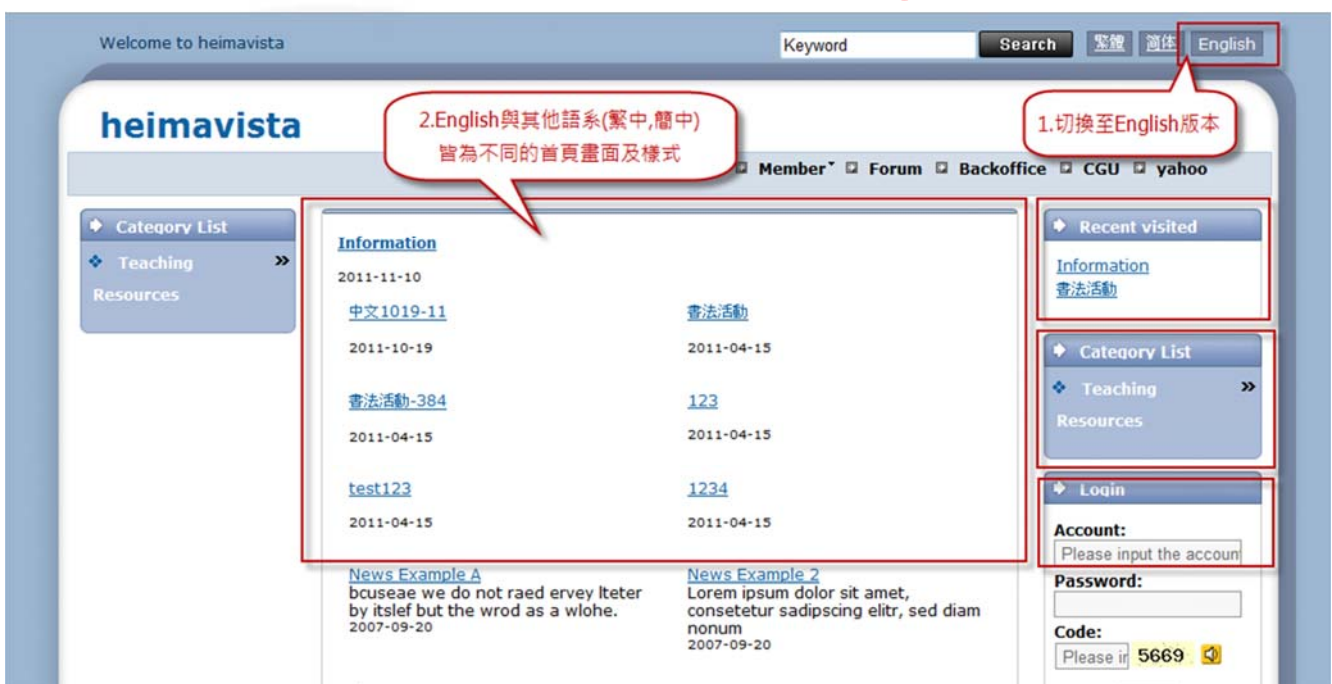 Welcome to heimavista
Keyword
Search
繁體
简体
English
heimavista
2.English與其他語系(繁中,簡中)
皆為不同的首頁畫面及樣式
1.切換至English版本
Member
Forum
Backoffice
CGU
yahoo
Category List
Teaching
Resources
Information
2011-11-10
中文1019-11
書法活動
2011-10-19
2011-04-15
書法活動-384
123
2011-04-15
2011-04-15
test123
1234
2011-04-15
2011-04-15
News Example A
bcuseae we do not raed ervey lteter
by itslef but the wrod as a wlohe.
2007-09-20
News Example 2
Lorem ipsum dolor sit amet,
consetetur sadipscing elitr, sed diam
nonum
2007-09-20
Recent visited
Information
書法活動
Category List
Teaching
Resources
Login
Account:
Please input the accoun
Password:
Code:
Please ir
5669